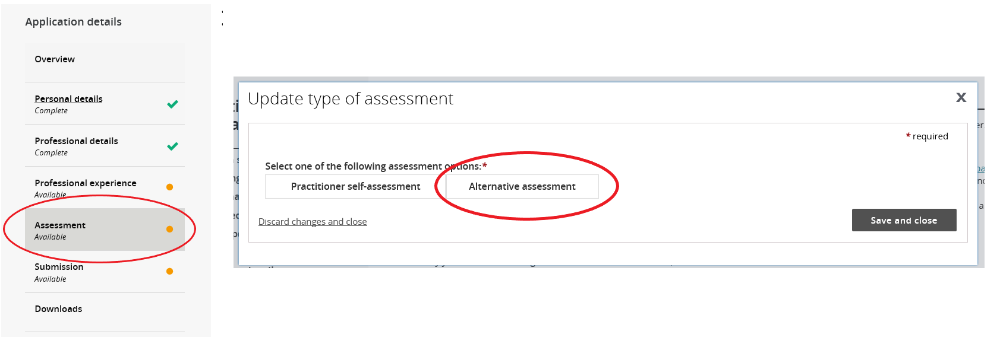 Application details
Overview
Personal details
Complete
Professional details
Complete
Professional experience
Available
Assessment
Available
Submission
Available
Downloads
Update type of assessment
X
* required
Select one of the following assessment options:*
Practitioner self-assessment
Alternative assessment
Discard changes and close
Save and close